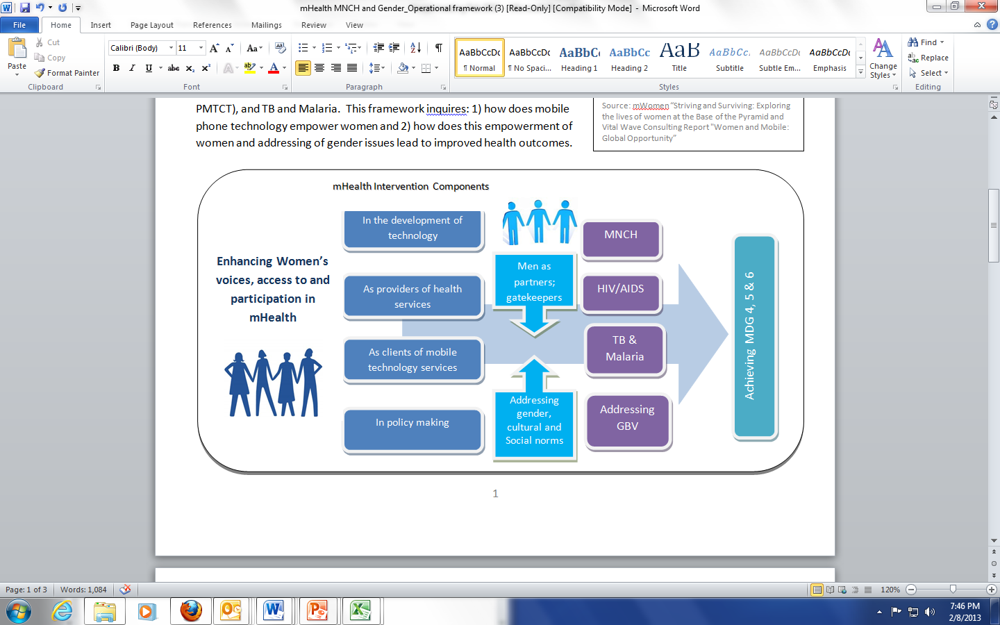 mHealth MNCH and Gender_Operational framework (3) [Read-Only] [Compatibility Mode] - Microsoft Word
File Home Insert Page Layout References Mailings Review View
Paste
Cut
Copy
Format Painter
Clipboard
Calibri (Body) 11
Font
Paragraph
AaBbCcDc AaBbCcDc AaBbC AaBbCc AaB AaBbCc. AaBbCcDc AaBbCcDc
¶ Normal ¶ No Spaci... Heading 1 Heading 2 Title Subtitle Subtle Em... Emphasis
Styles
Change
Styles
Find
Replace
Select
Editing
PMTCT), and TB and Malaria. This framework inquires: 1) how does mobile
phone technology empower women and 2) how does this empowerment of
women and addressing of gender issues lead to improved health outcomes.
Source: mWomen “Striving and Surviving: Exploring
the lives of women at the Base of the Pyramid and
Vital Wave Consulting Report "Women and Mobile:
Global Opportunity”
mHealth Intervention Components
Enhancing Women’s
voices, access to and
participation in
mHealth
In the development of
technology
As providers of health
services
As clients of mobile
technology services
In policy making
Men as
partners;
gatekeepers
Addressing
gender,
cultural and
Social norms
MNCH
HIV/AIDS
TB &
Malaria
Addressing
GBV
Achieving MDG 4, 5 & 6
1
Page: 1 of 3 Words: 1,084
120%
7:46 PM
2/8/2013